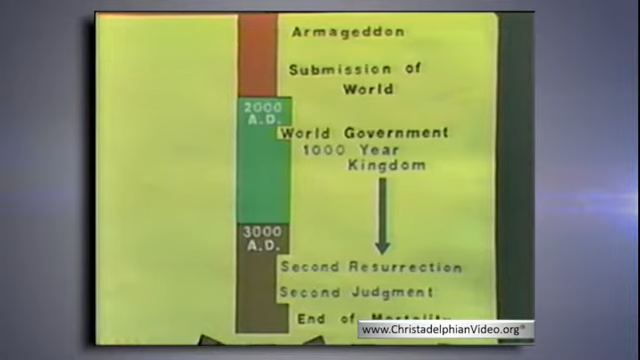 Armageddon
Submission of
World
2000
A.D.
World Government
1000 Year
Kingdom
3000
A.D.
Second Resurrection
Second Judgment
End of Mortality
www.ChristadelphianVideo.org®